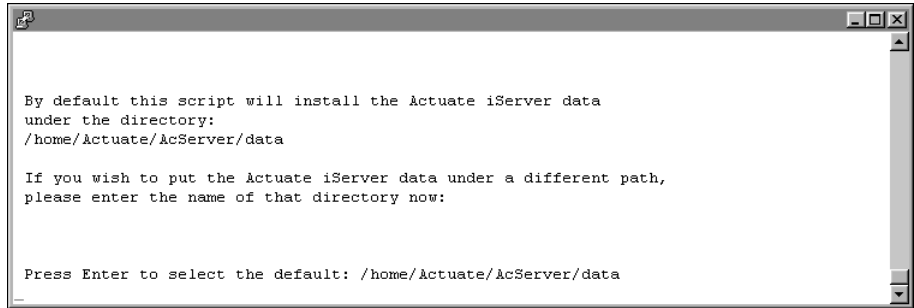 By default this script will install the Actuate iServer data
under the directory:
/home/Actuate/AcServer/data
If you wish to put the Actuate iServer data under a different path,
please enter the name of that directory now:
Press Enter to select the default: /home/Actuate/AcServer/data